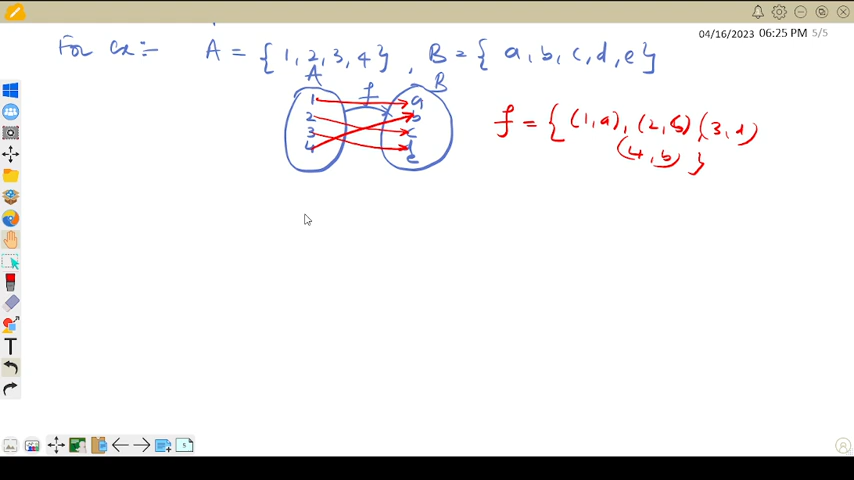 04/16/2023 06:25 PM 5/5
For ex:- A = {1, 2, 3, 4}, B = {a, b, c, d, e}
A f B
1 a
2 b
3 c
4 d
e
f = {(1, a), (2, c) (3, d)
(4, b)}
T
5